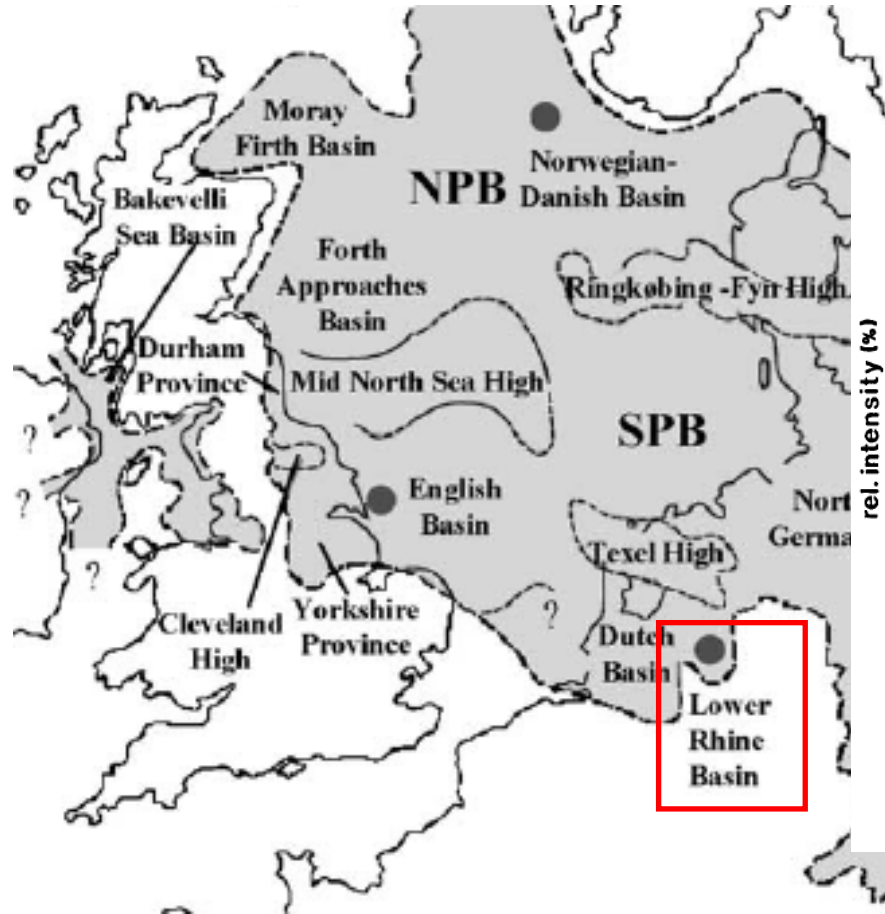 Moray
Firth Basin
NPB
Norwegian-
Danish Basin
Bakevelli
Sea Basin
Forth
Approaches
Basin
Ringkøbing -Fyn High
Durham
Province
Mid North Sea High
SPB
rel. intensity (%)
?
?
?
?
English
Basin
Nort
Germa
Texel High
Cleveland
High
Yorkshire
Province
Dutch
Basin
Lower
Rhine
Basin